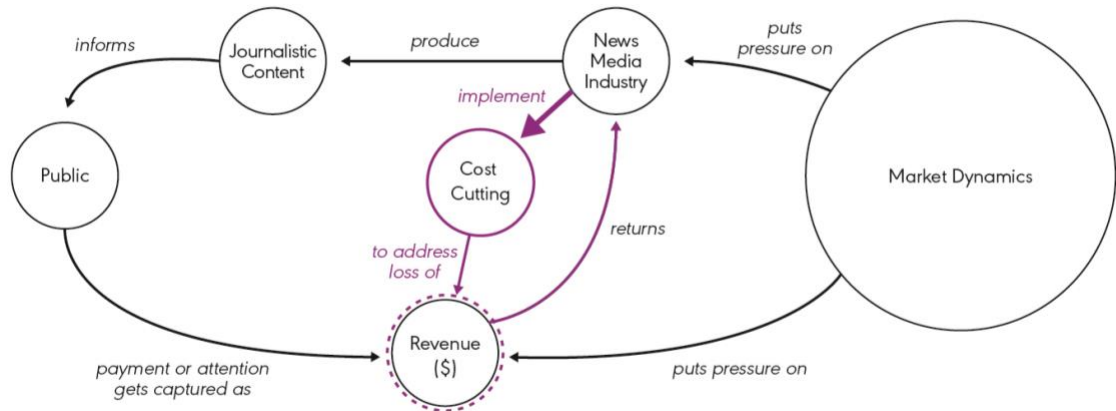 informs
Journalistic
Content
produce
News
Media
Industry
puts
pressure on
implement
Public
Cost
Cutting
Market Dynamics
to address
loss of
returns
Revenue
($)
payment or attention
gets captured as
puts pressure on